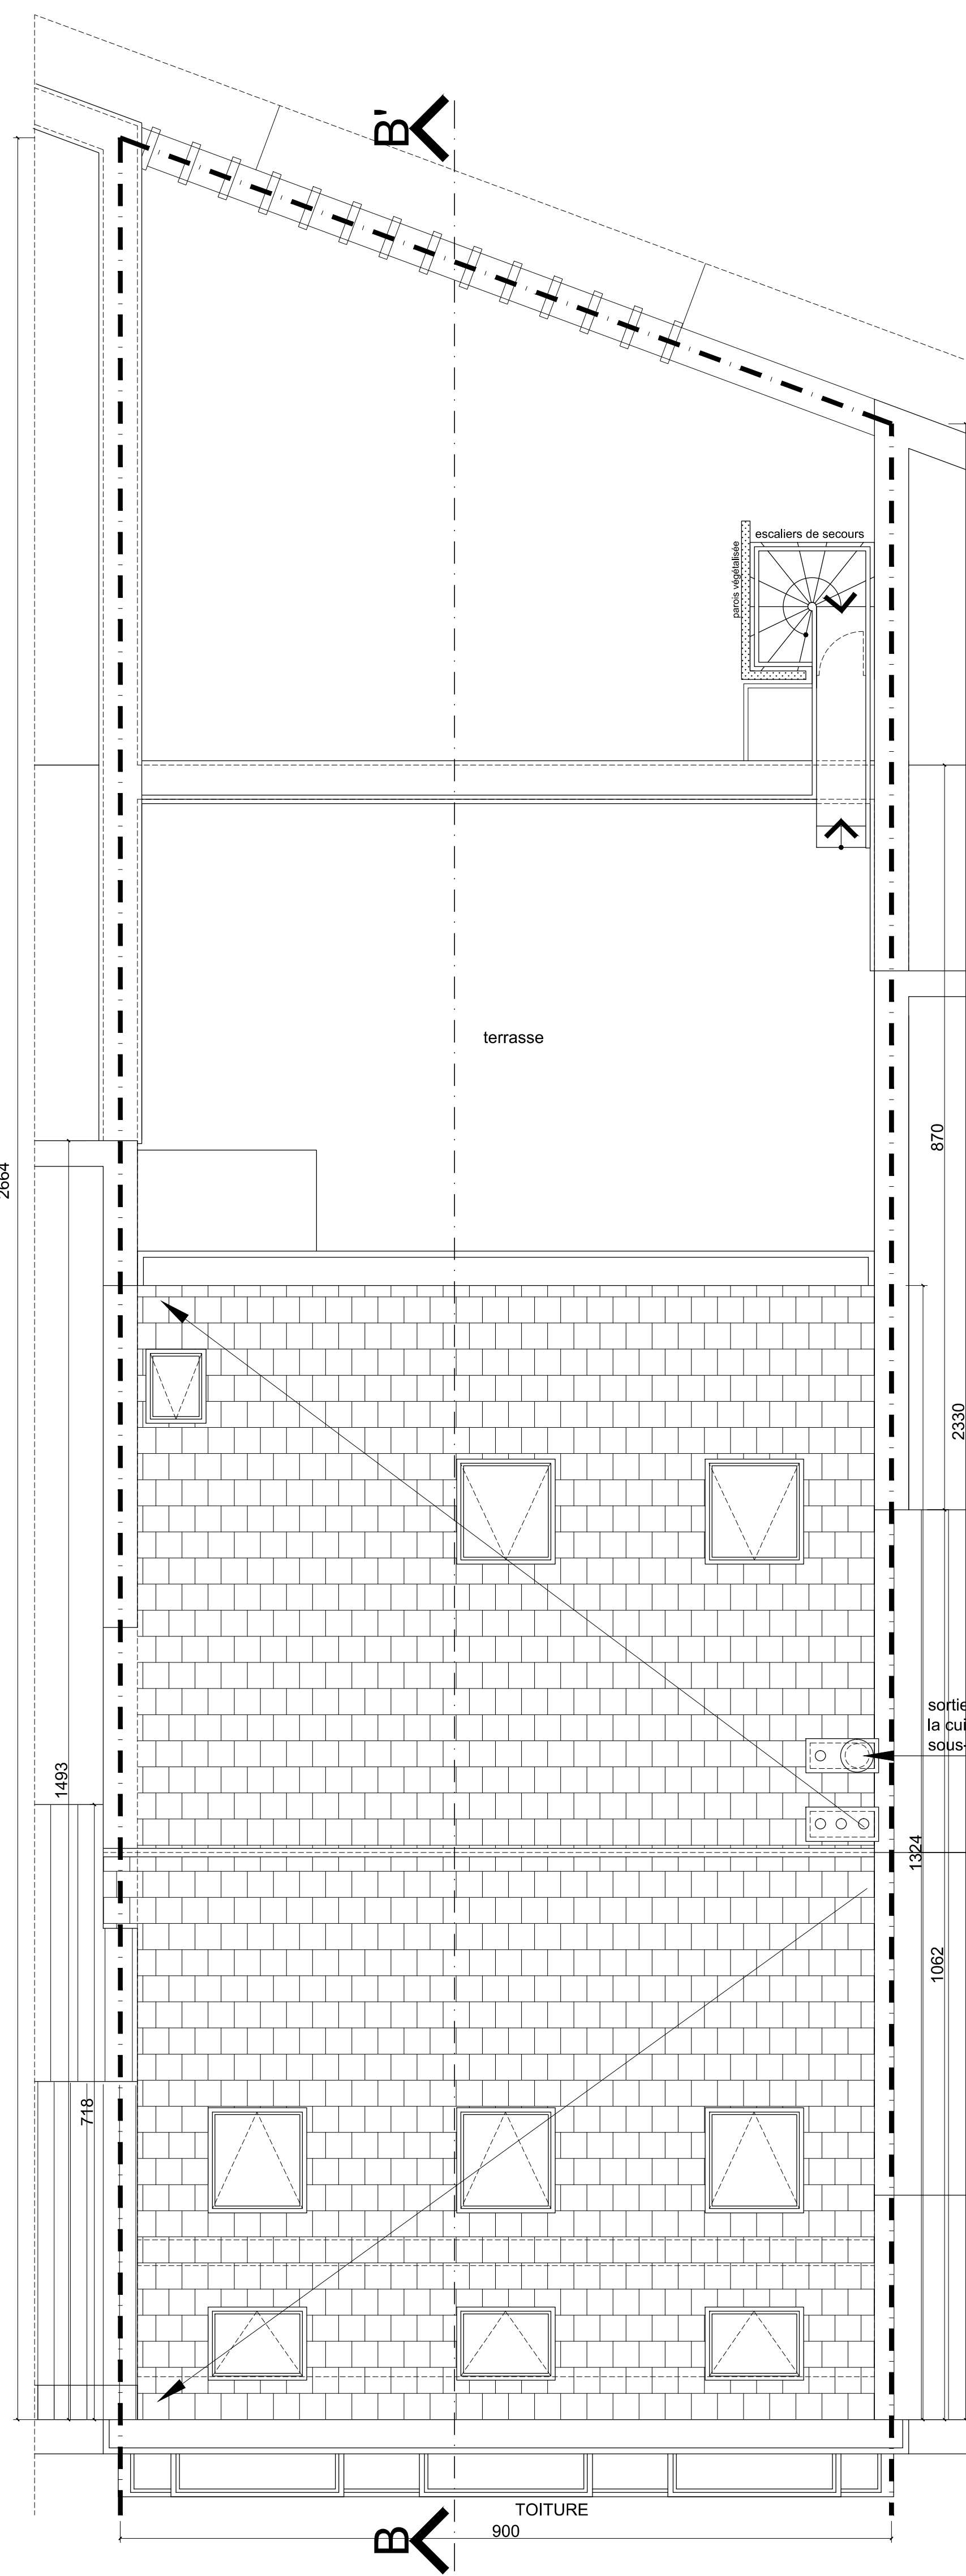 B'
escaliers de secours
parois végétalisée
terrasse
870
2664
2330
sortie
la cui
sous-
1493
1324
1062
718
TOITURE
900
B